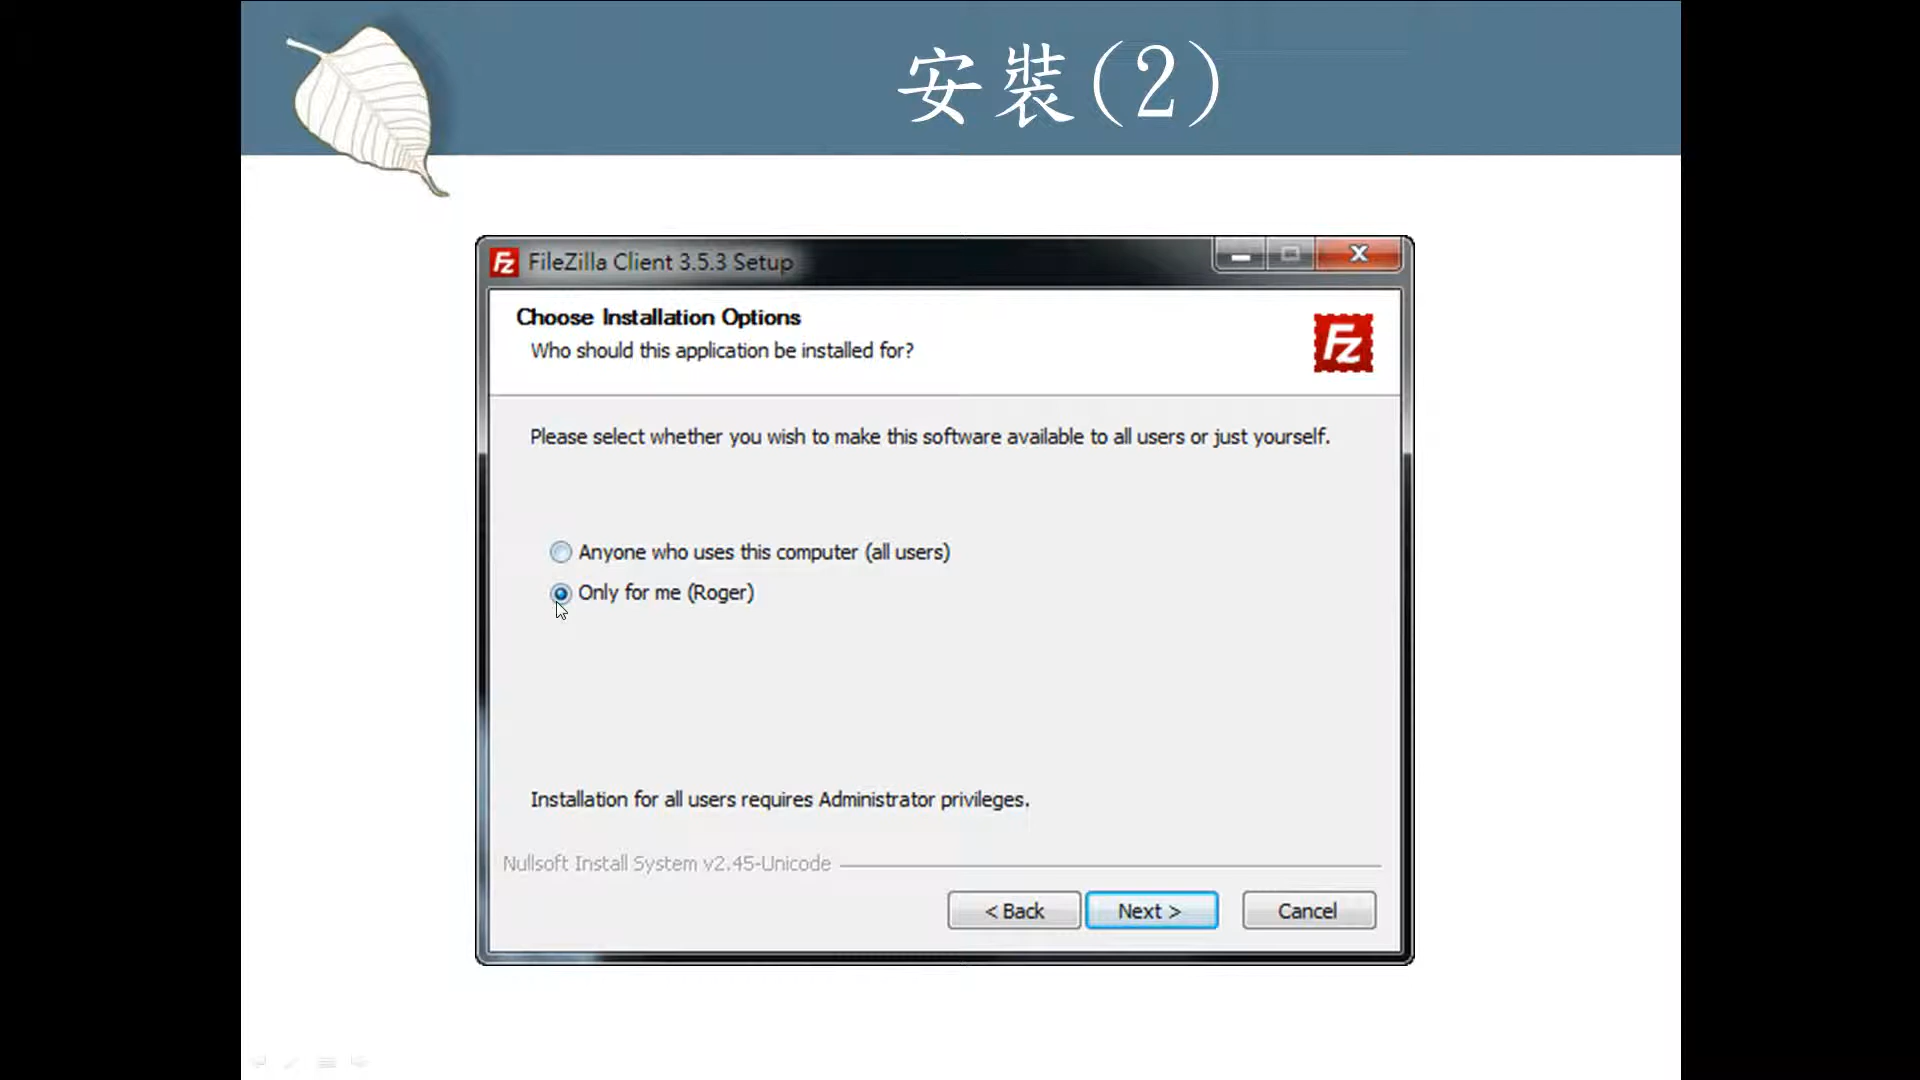 安裝(2)
FileZilla Client 3.5.3 Setup
Choose Installation Options
Who should this application be installed for?
Please select whether you wish to make this software available to all users or just yourself.
Anyone who uses this computer (all users)
Only for me (Roger)
Installation for all users requires Administrator privileges.
Nullsoft Install System v2.45-Unicode
< Back
Next >
Cancel